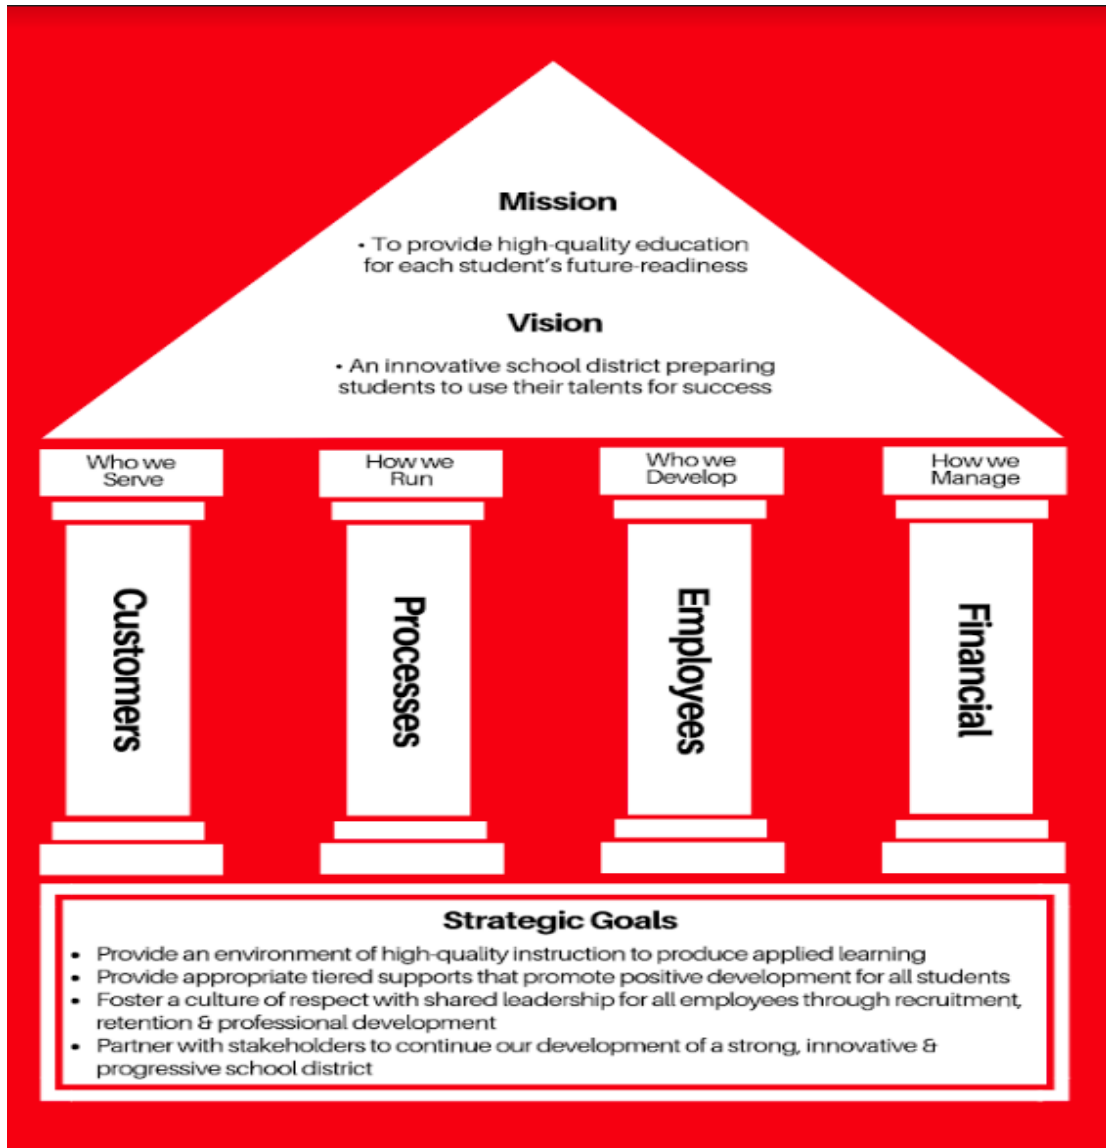 Mission
• To provide high-quality education
for each student's future-readiness
Vision
• An innovative school district preparing
students to use their talents for success
Who we
Serve
How we
Run
Who we
Develop
How we
Manage
Customers
Processes
Employees
Financial
Strategic Goals
• Provide an environment of high-quality instruction to produce applied learning
• Provide appropriate tiered supports that promote positive development for all students
• Foster a culture of respect with shared leadership for all employees through recruitment,
retention & professional development
• Partner with stakeholders to continue our development of a strong, innovative &
progressive school district